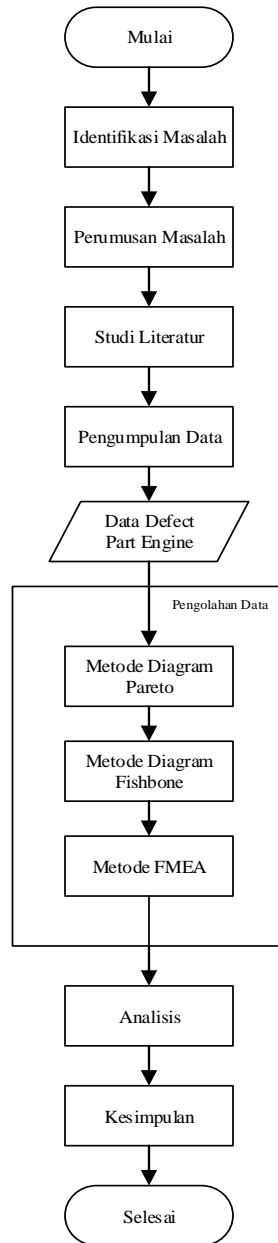 Mulai
Identifikasi Masalah
Perumusan Masalah
Studi Literatur
Pengumpulan Data
Data Defect
Part Engine
Pengolahan Data
Metode Diagram
Pareto
Metode Diagram
Fishbone
Metode FMEA
Analisis
Kesimpulan
Selesai